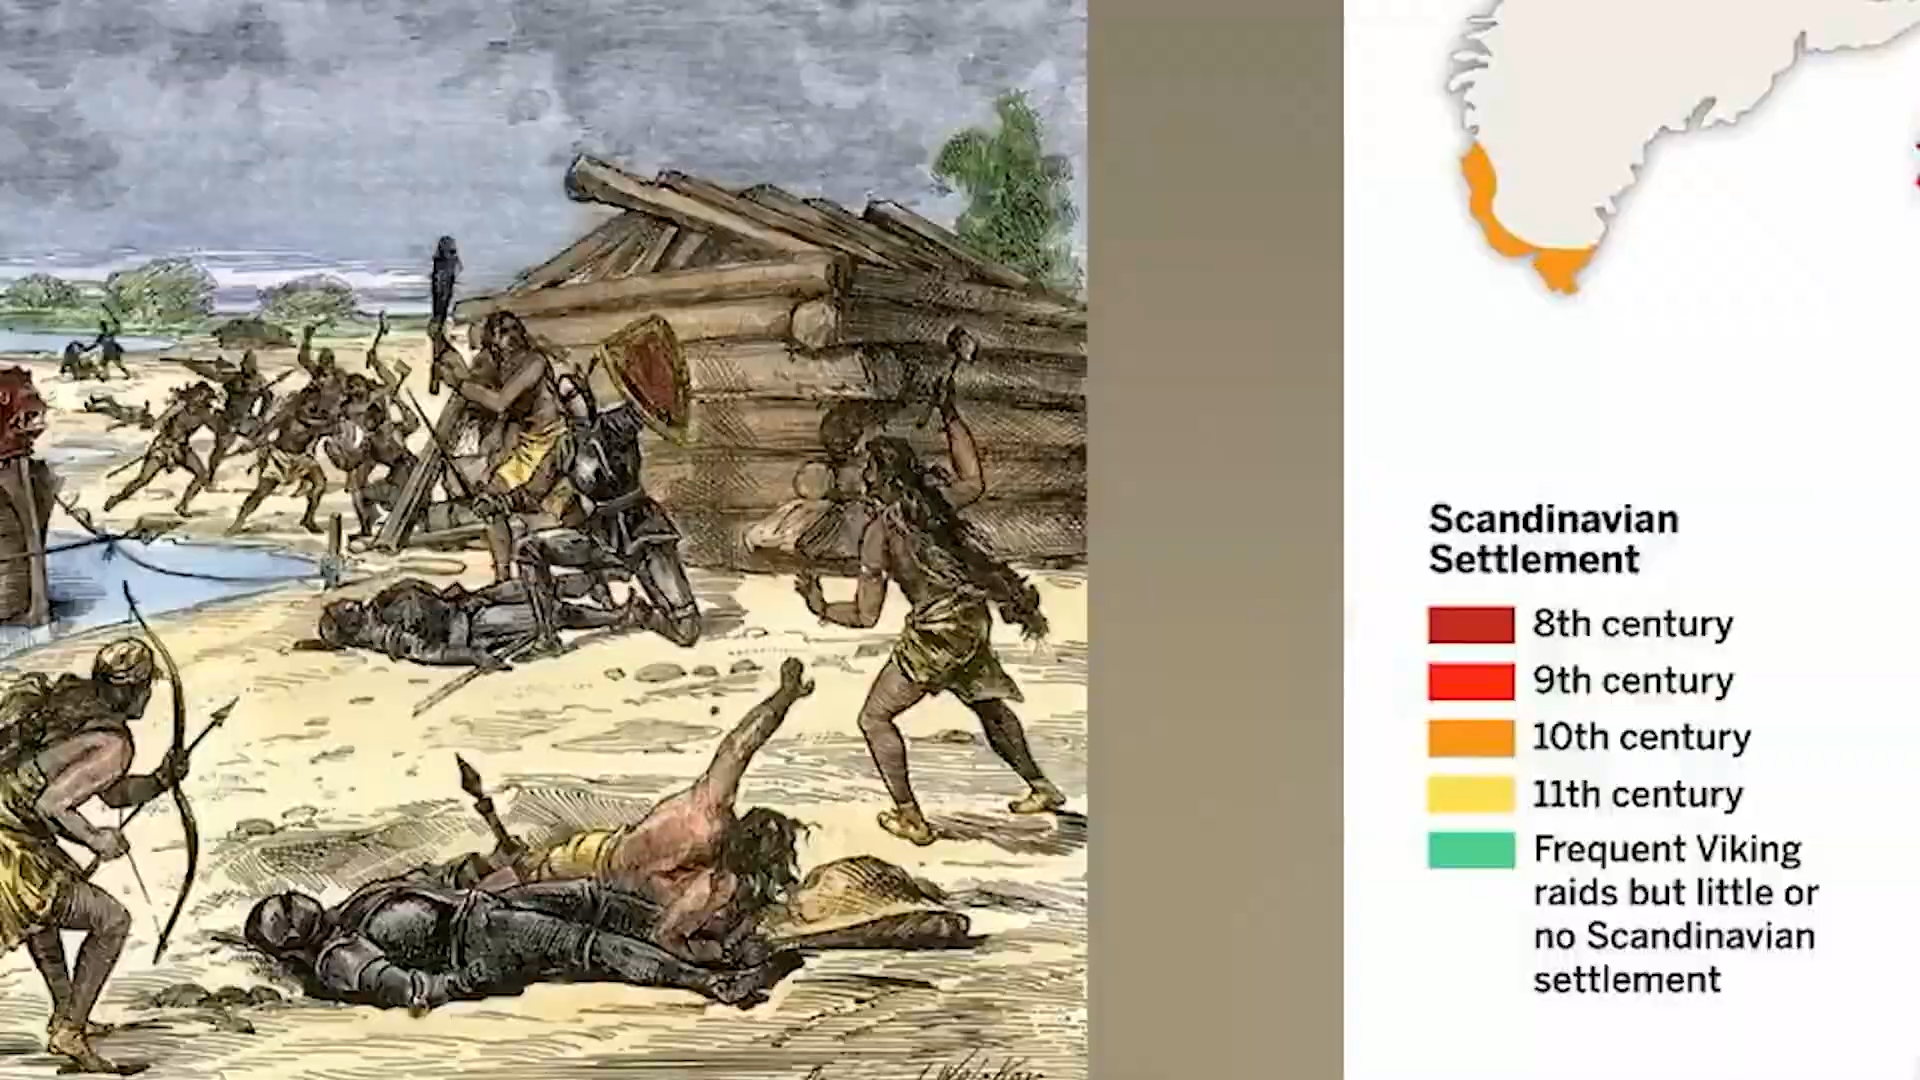 Scandinavian
Settlement
8th century
9th century
10th century
11th century
Frequent Viking
raids but little or
no Scandinavian
settlement